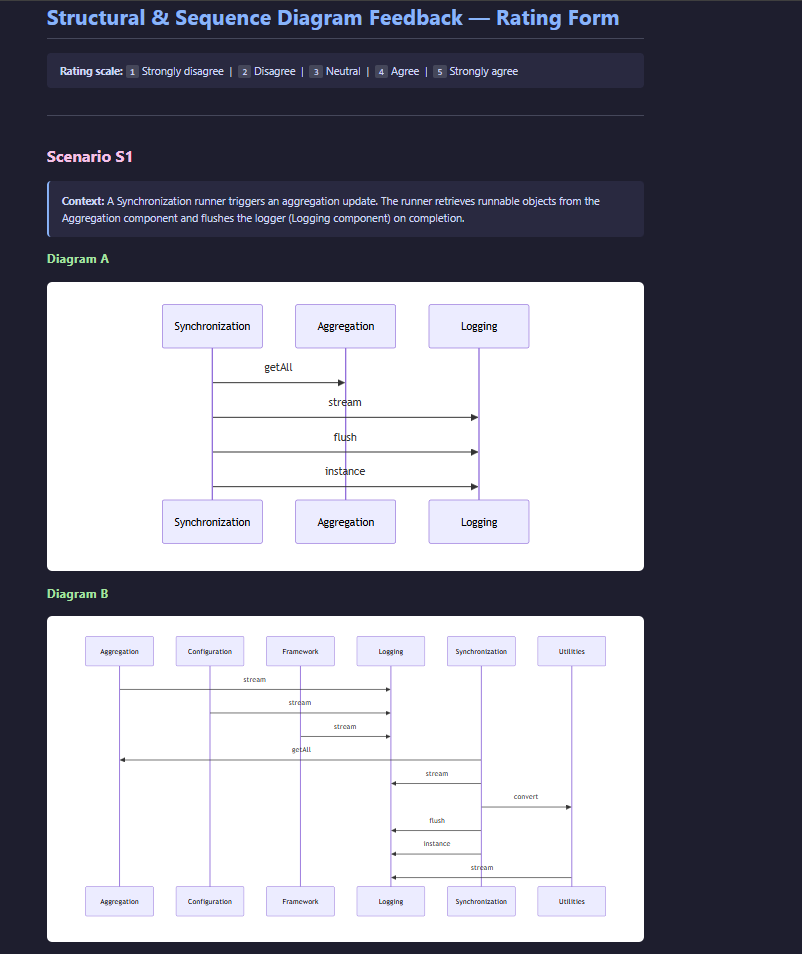 Structural & Sequence Diagram Feedback — Rating Form
Rating scale: 1 Strongly disagree | 2 Disagree | 3 Neutral | 4 Agree | 5 Strongly agree
Scenario S1
Context: A Synchronization runner triggers an aggregation update. The runner retrieves runnable objects from the
Aggregation component and flushes the logger (Logging component) on completion.
Diagram A
Synchronization Aggregation Logging
getAll
stream
flush
instance
Synchronization Aggregation Logging
Diagram B
Aggregation Configuration Framework Logging Synchronization Utilities
stream
stream
stream
getAll
stream
convert
flush
instance
stream
Aggregation Configuration Framework Logging Synchronization Utilities